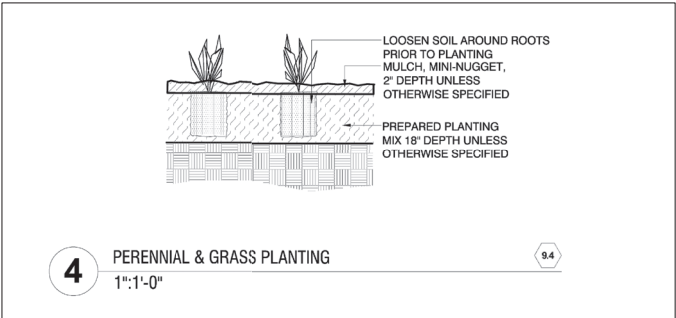 LOOSEN SOIL AROUND ROOTS
PRIOR TO PLANTING
MULCH, MINI-NUGGET,
2" DEPTH UNLESS
OTHERWISE SPECIFIED
PREPARED PLANTING
MIX 18" DEPTH UNLESS
OTHERWISE SPECIFIED
4
PERENNIAL & GRASS PLANTING
9.4
1":1'-0"